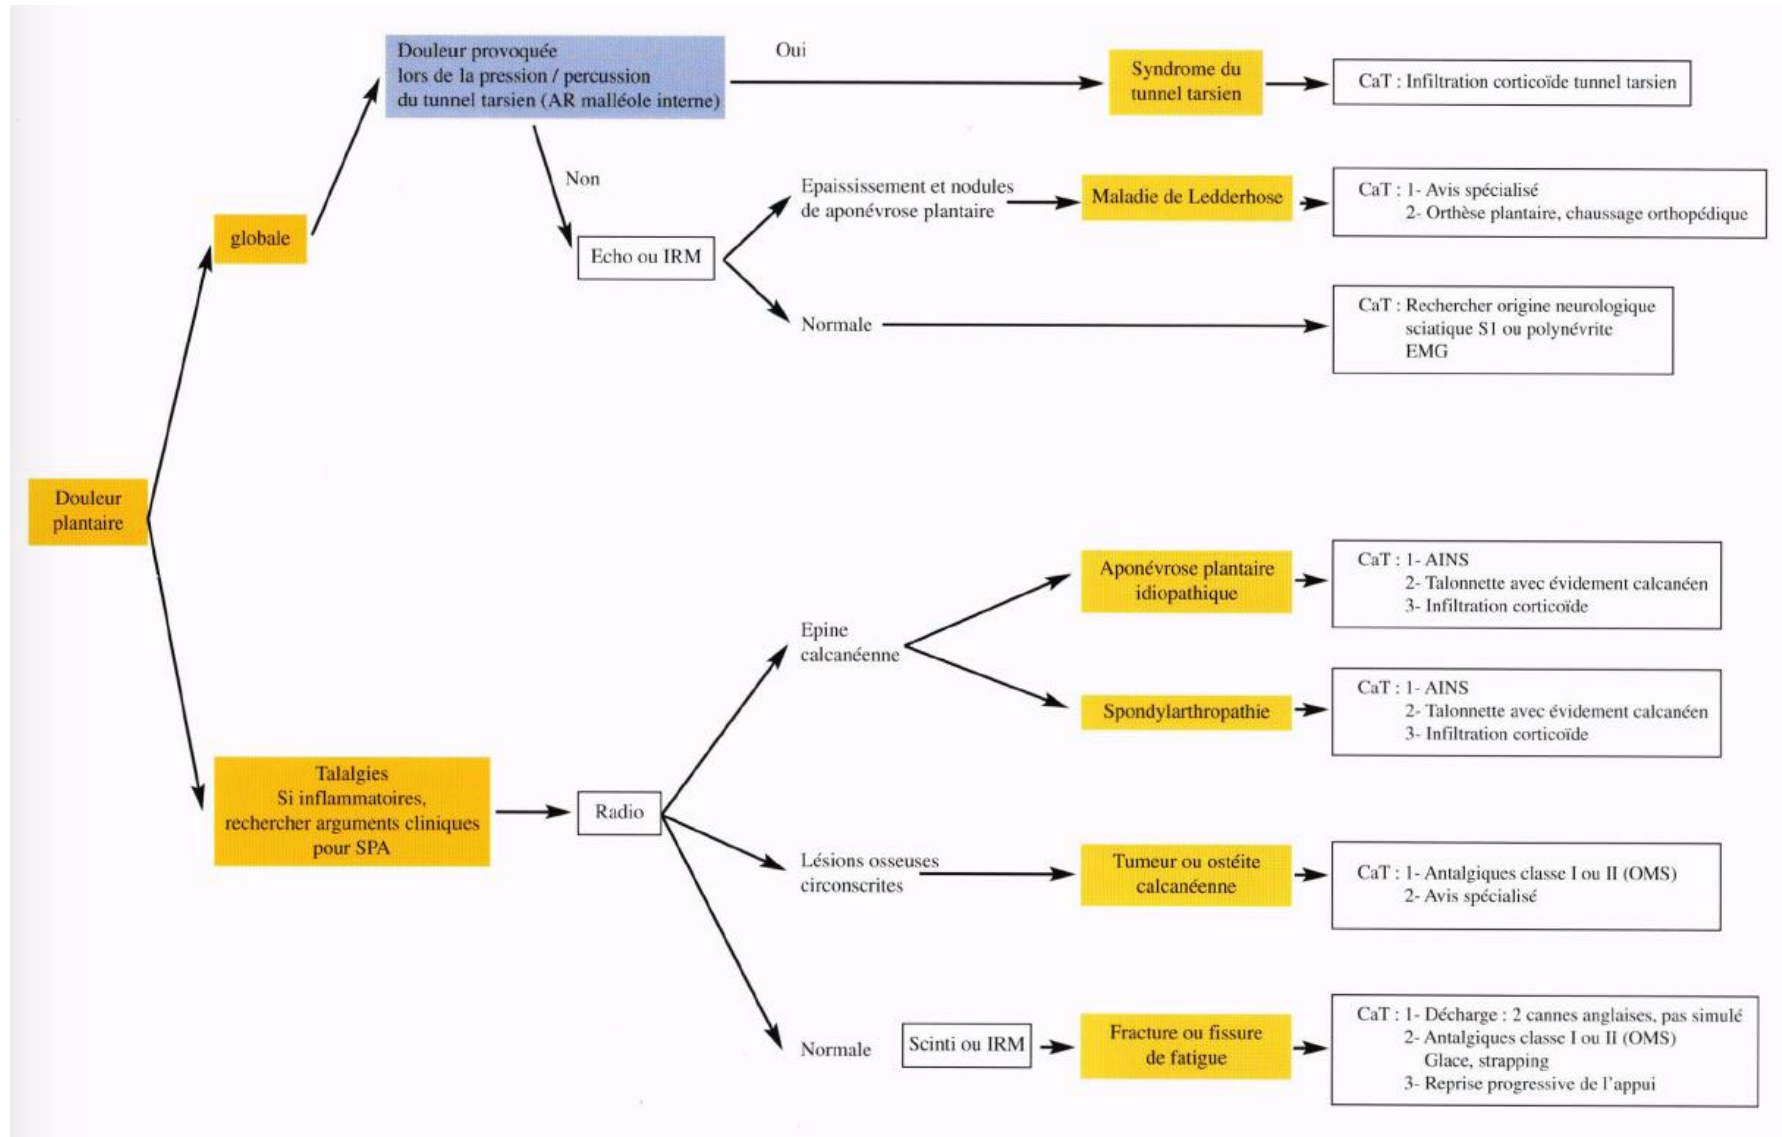 Douleur
plantaire
globale
Douleur provoquée
lors de la pression / percussion
du tunnel tarsien (AR malléole interne)
Oui
Syndrome du
tunnel tarsien
CaT : Infiltration corticoïde tunnel tarsien
Non
Echo ou IRM
Epaississement et nodules
de aponévrose plantaire
Maladie de Ledderhose
CaT : 1- Avis spécialisé
2- Orthèse plantaire, chaussage orthopédique
Normale
CaT : Rechercher origine neurologique
sciatique S1 ou polynévrite
EMG
Talalgies
Si inflammatoires,
rechercher arguments cliniques
pour SPA
Radio
Epine
calcanéenne
Aponévrose plantaire
idiopathique
CaT : 1- AINS
2- Talonnette avec évidement calcanéen
3- Infiltration corticoïde
Spondylarthropathie
CaT : 1- AINS
2- Talonnette avec évidement calcanéen
3- Infiltration corticoïde
Lésions osseuses
circonscrites
Tumeur ou ostéite
calcanéenne
CaT : 1- Antalgiques classe I ou II (OMS)
2- Avis spécialisé
Normale
Scinti ou IRM
Fracture ou fissure
de fatigue
CaT : 1- Décharge : 2 cannes anglaises, pas simulé
2- Antalgiques classe I ou II (OMS)
Glace, strapping
3- Reprise progressive de l'appui